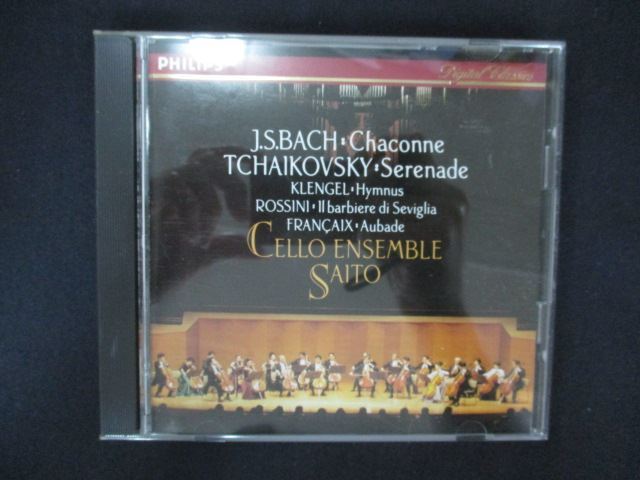 PHILIPS
Digital Classics
J.S.BACH·Chaconne
TCHAIKOVSKY·Serenade
KLENGEL·Hymnus
ROSSINI·Il barbiere di Seviglia
FRANÇAIX·Aubade
CELLO ENSEMBLE
SAITO